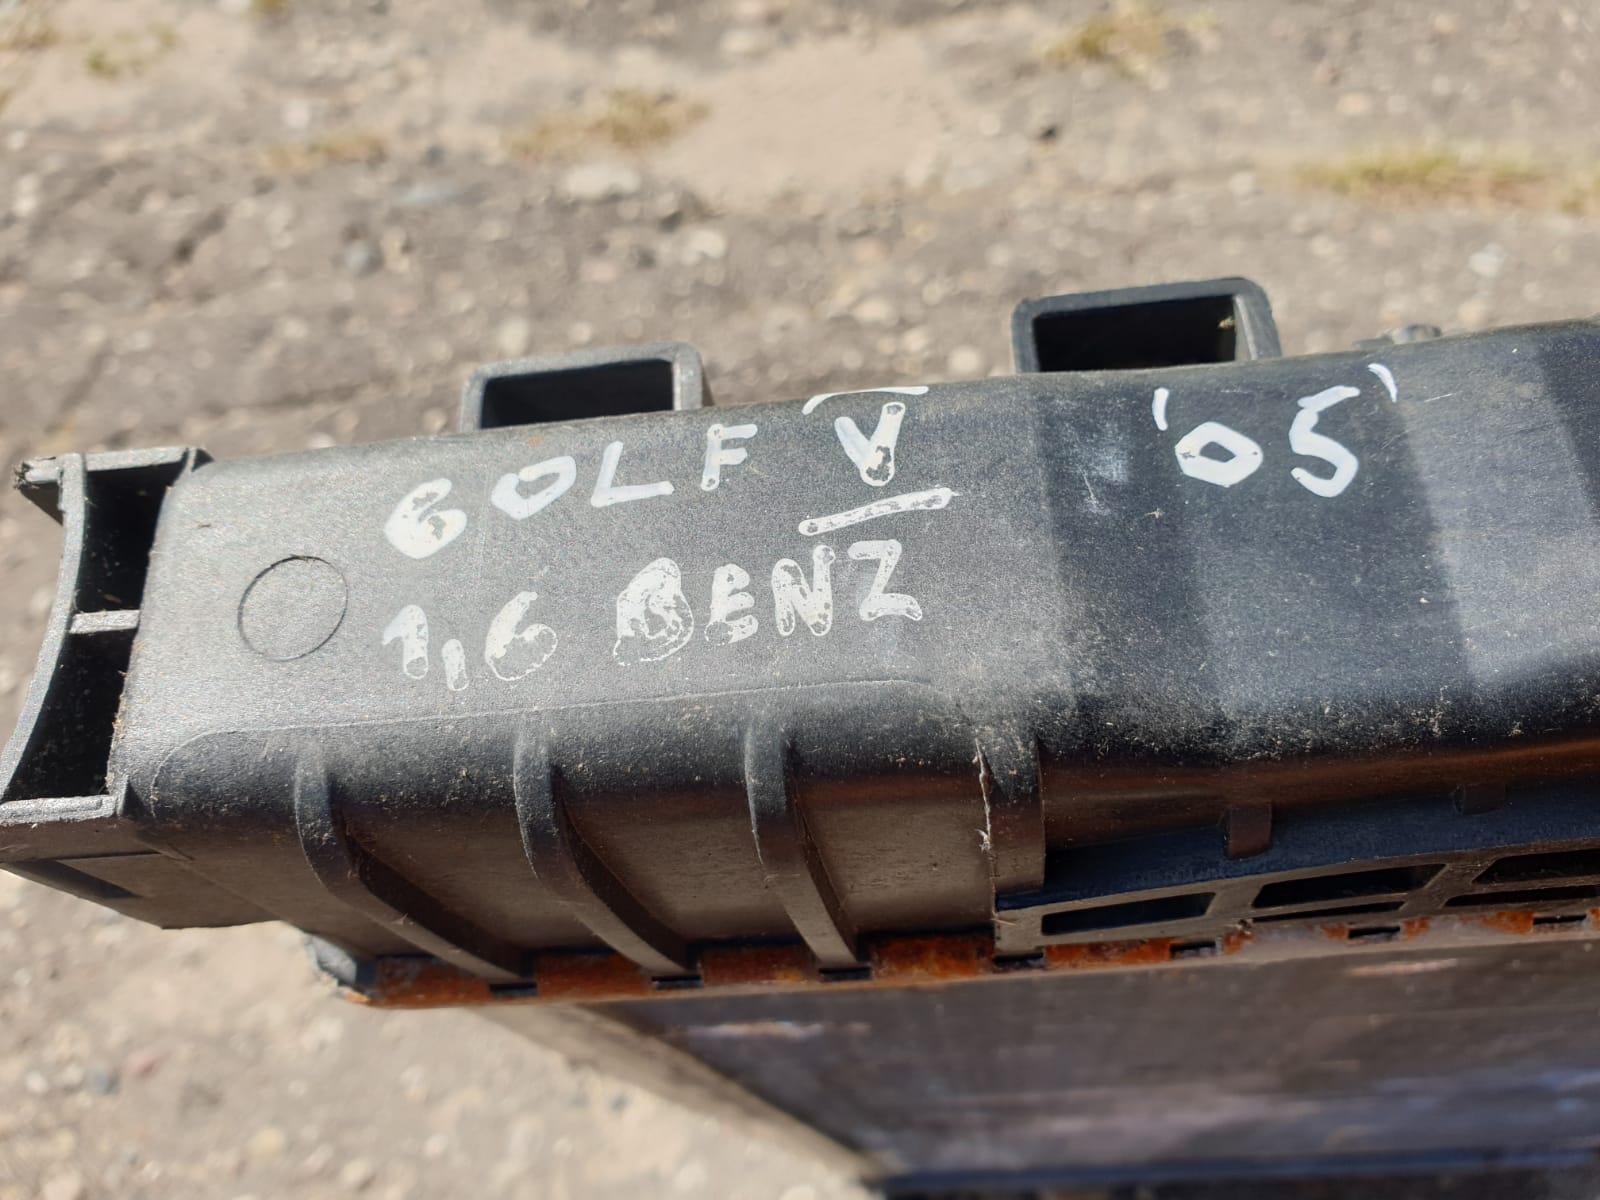 GOLF V '05'
1,6 BENZ